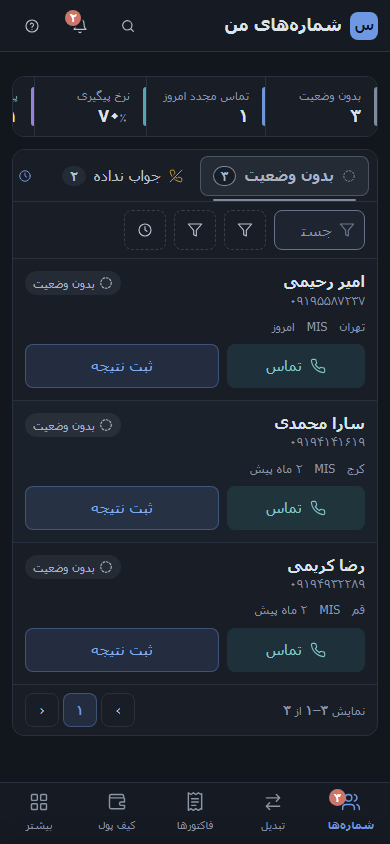 س
شماره‌های من
۲
بدون وضعیت
۳
تماس مجدد امروز
۱
نرخ پیگیری
۷۰٪
بدون وضعیت ۳
جواب نداده ۲
جستـ
امیر رحیمی
بدون وضعیت
۰۹۱۹۵۵۸۷۲۳۷
تهران MIS امروز
تماس
ثبت نتیجه
سارا محمدی
بدون وضعیت
۰۹۱۹۴۱۴۱۶۱۹
کرج MIS ۲ ماه پیش
تماس
ثبت نتیجه
رضا کریمی
بدون وضعیت
۰۹۱۹۴۹۳۲۲۸۹
قم MIS ۲ ماه پیش
تماس
ثبت نتیجه
نمایش ۱–۳ از ۳
‹ ۱ ›
۳
شماره‌ها
تبدیل
فاکتورها
کیف پول
بیشتر